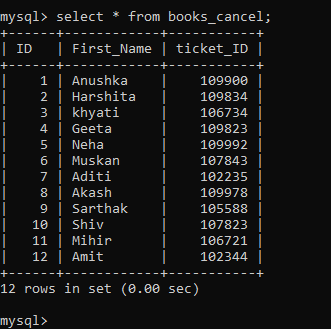 mysql> select * from books_cancel;
+------+------------+-----------+
| ID   | First_Name | ticket_ID |
+------+------------+-----------+
|    1 | Anushka    |    109900 |
|    2 | Harshita   |    109834 |
|    3 | khyati     |    106734 |
|    4 | Geeta      |    109823 |
|    5 | Neha       |    109992 |
|    6 | Muskan     |    107843 |
|    7 | Aditi      |    102235 |
|    8 | Akash      |    109978 |
|    9 | Sarthak    |    105588 |
|   10 | Shiv       |    107823 |
|   11 | Mihir      |    106721 |
|   12 | Amit       |    102344 |
+------+------------+-----------+
12 rows in set (0.00 sec)
mysql>